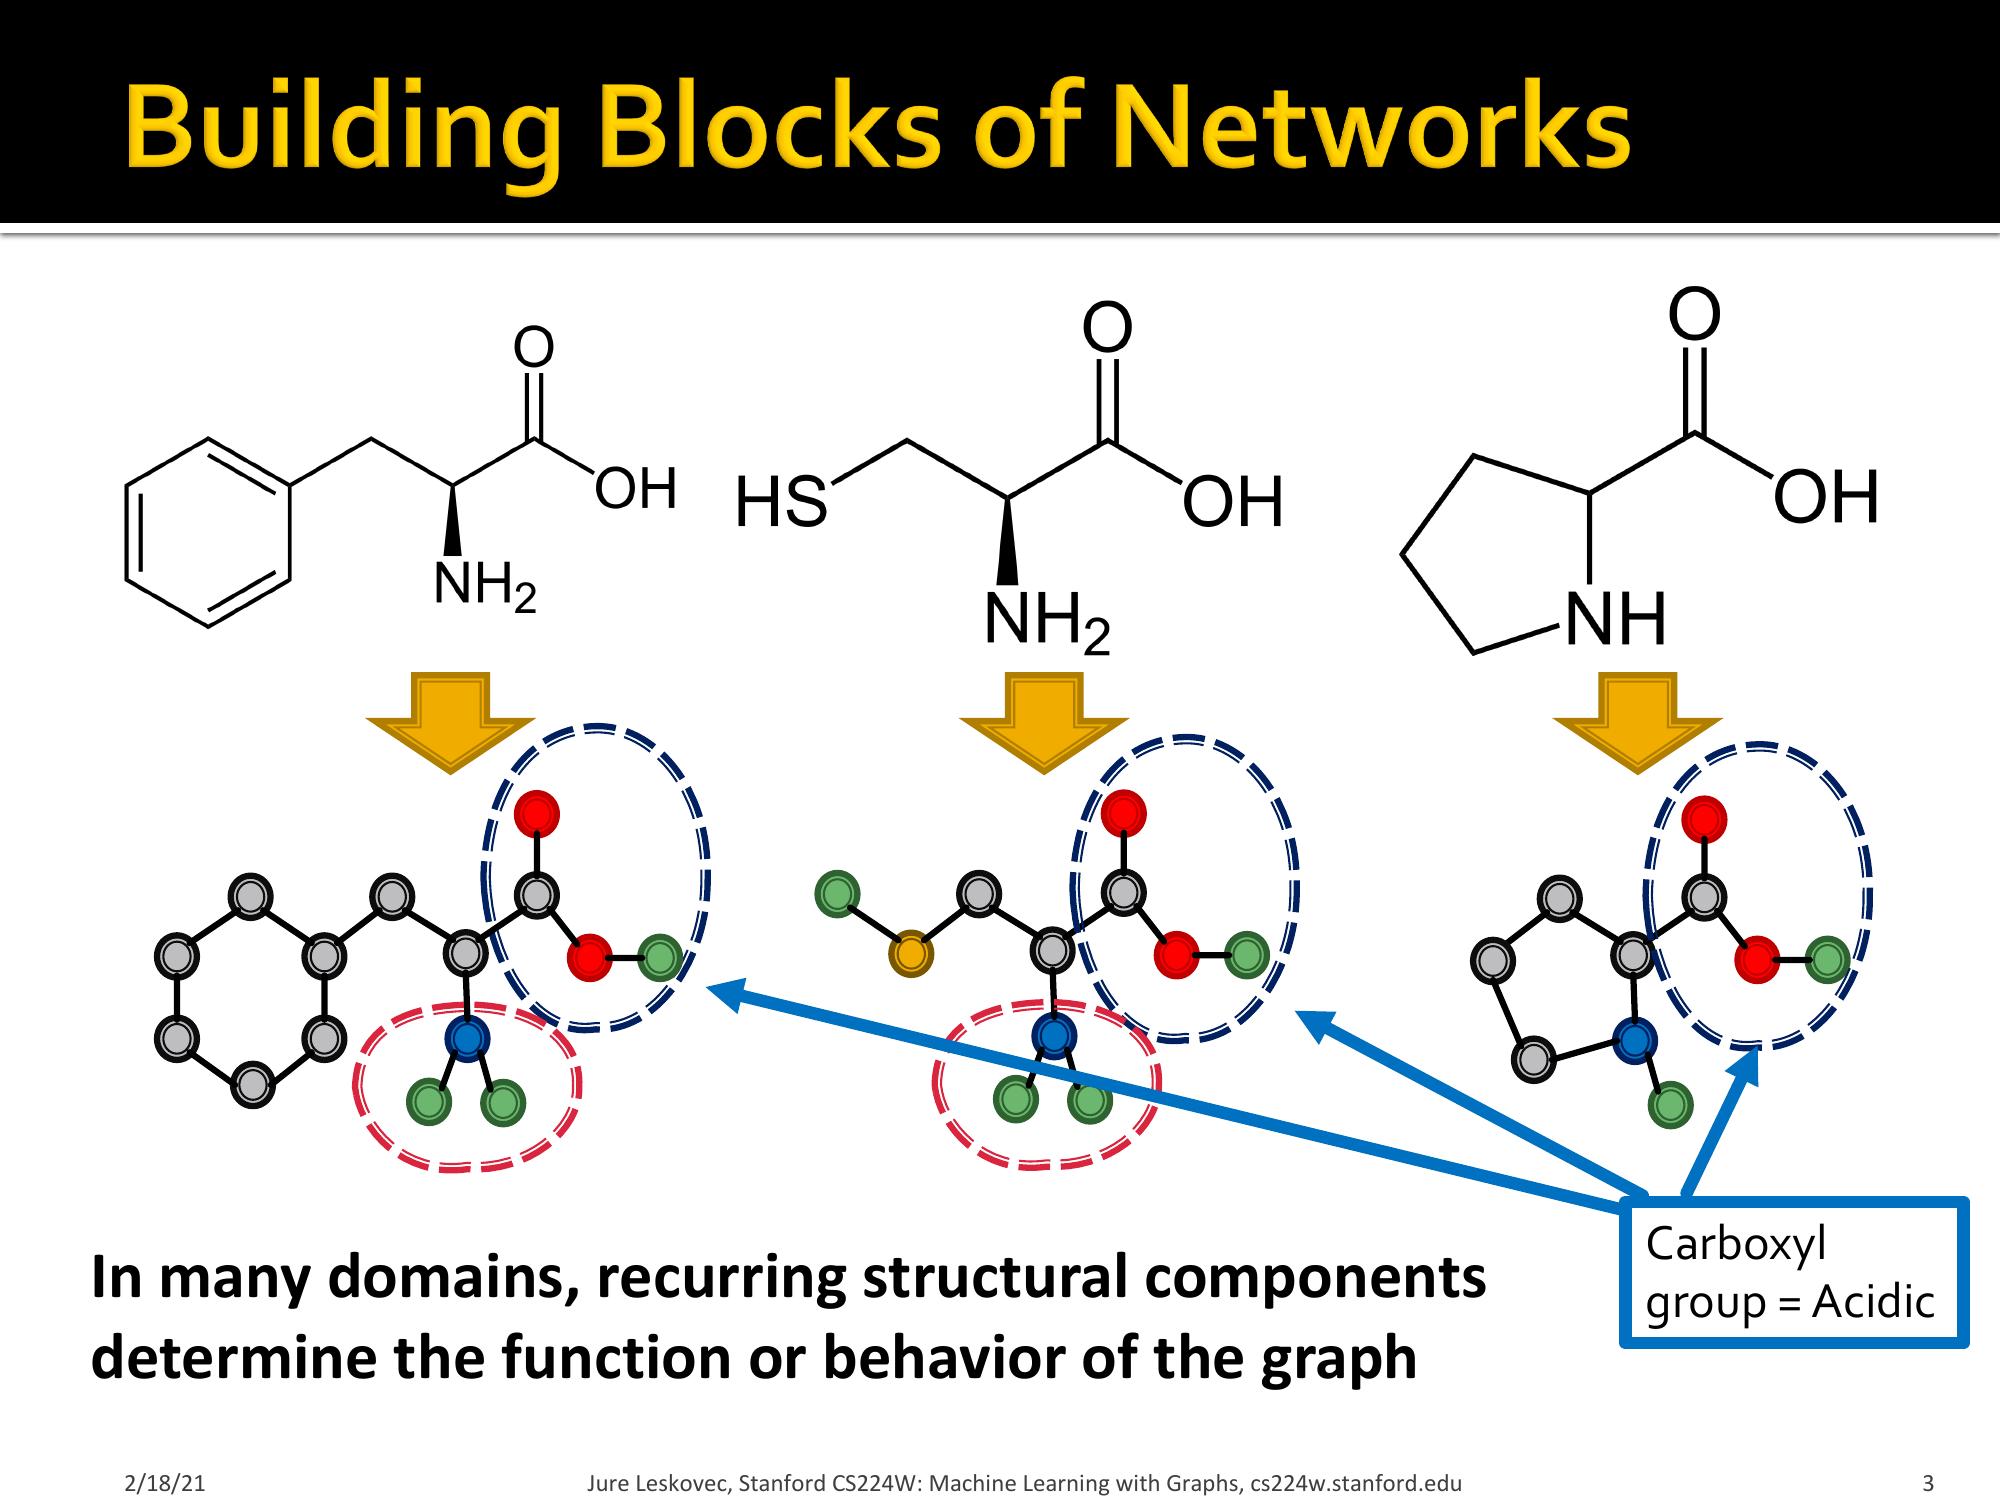 Building Blocks of Networks
O
OH
NH2
O
HS
OH
NH2
O
OH
NH
Carboxyl
group = Acidic
In many domains, recurring structural components
determine the function or behavior of the graph
2/18/21
Jure Leskovec, Stanford CS224W: Machine Learning with Graphs, cs224w.stanford.edu
3